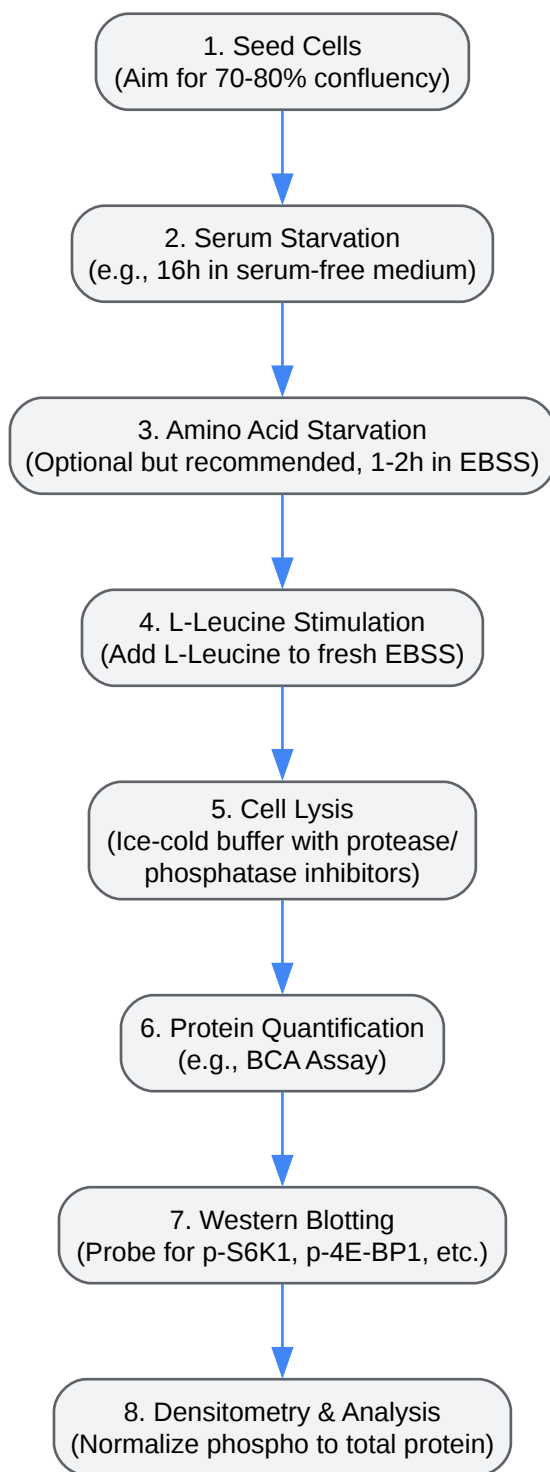 1. Seed Cells
(Aim for 70-80% confluency)
2. Serum Starvation
(e.g., 16h in serum-free medium)
3. Amino Acid Starvation
(Optional but recommended, 1-2h in EBSS)
4. L-Leucine Stimulation
(Add L-Leucine to fresh EBSS)
5. Cell Lysis
(Ice-cold buffer with protease/
phosphatase inhibitors)
6. Protein Quantification
(e.g., BCA Assay)
7. Western Blotting
(Probe for p-S6K1, p-4E-BP1, etc.)
8. Densitometry & Analysis
(Normalize phospho to total protein)